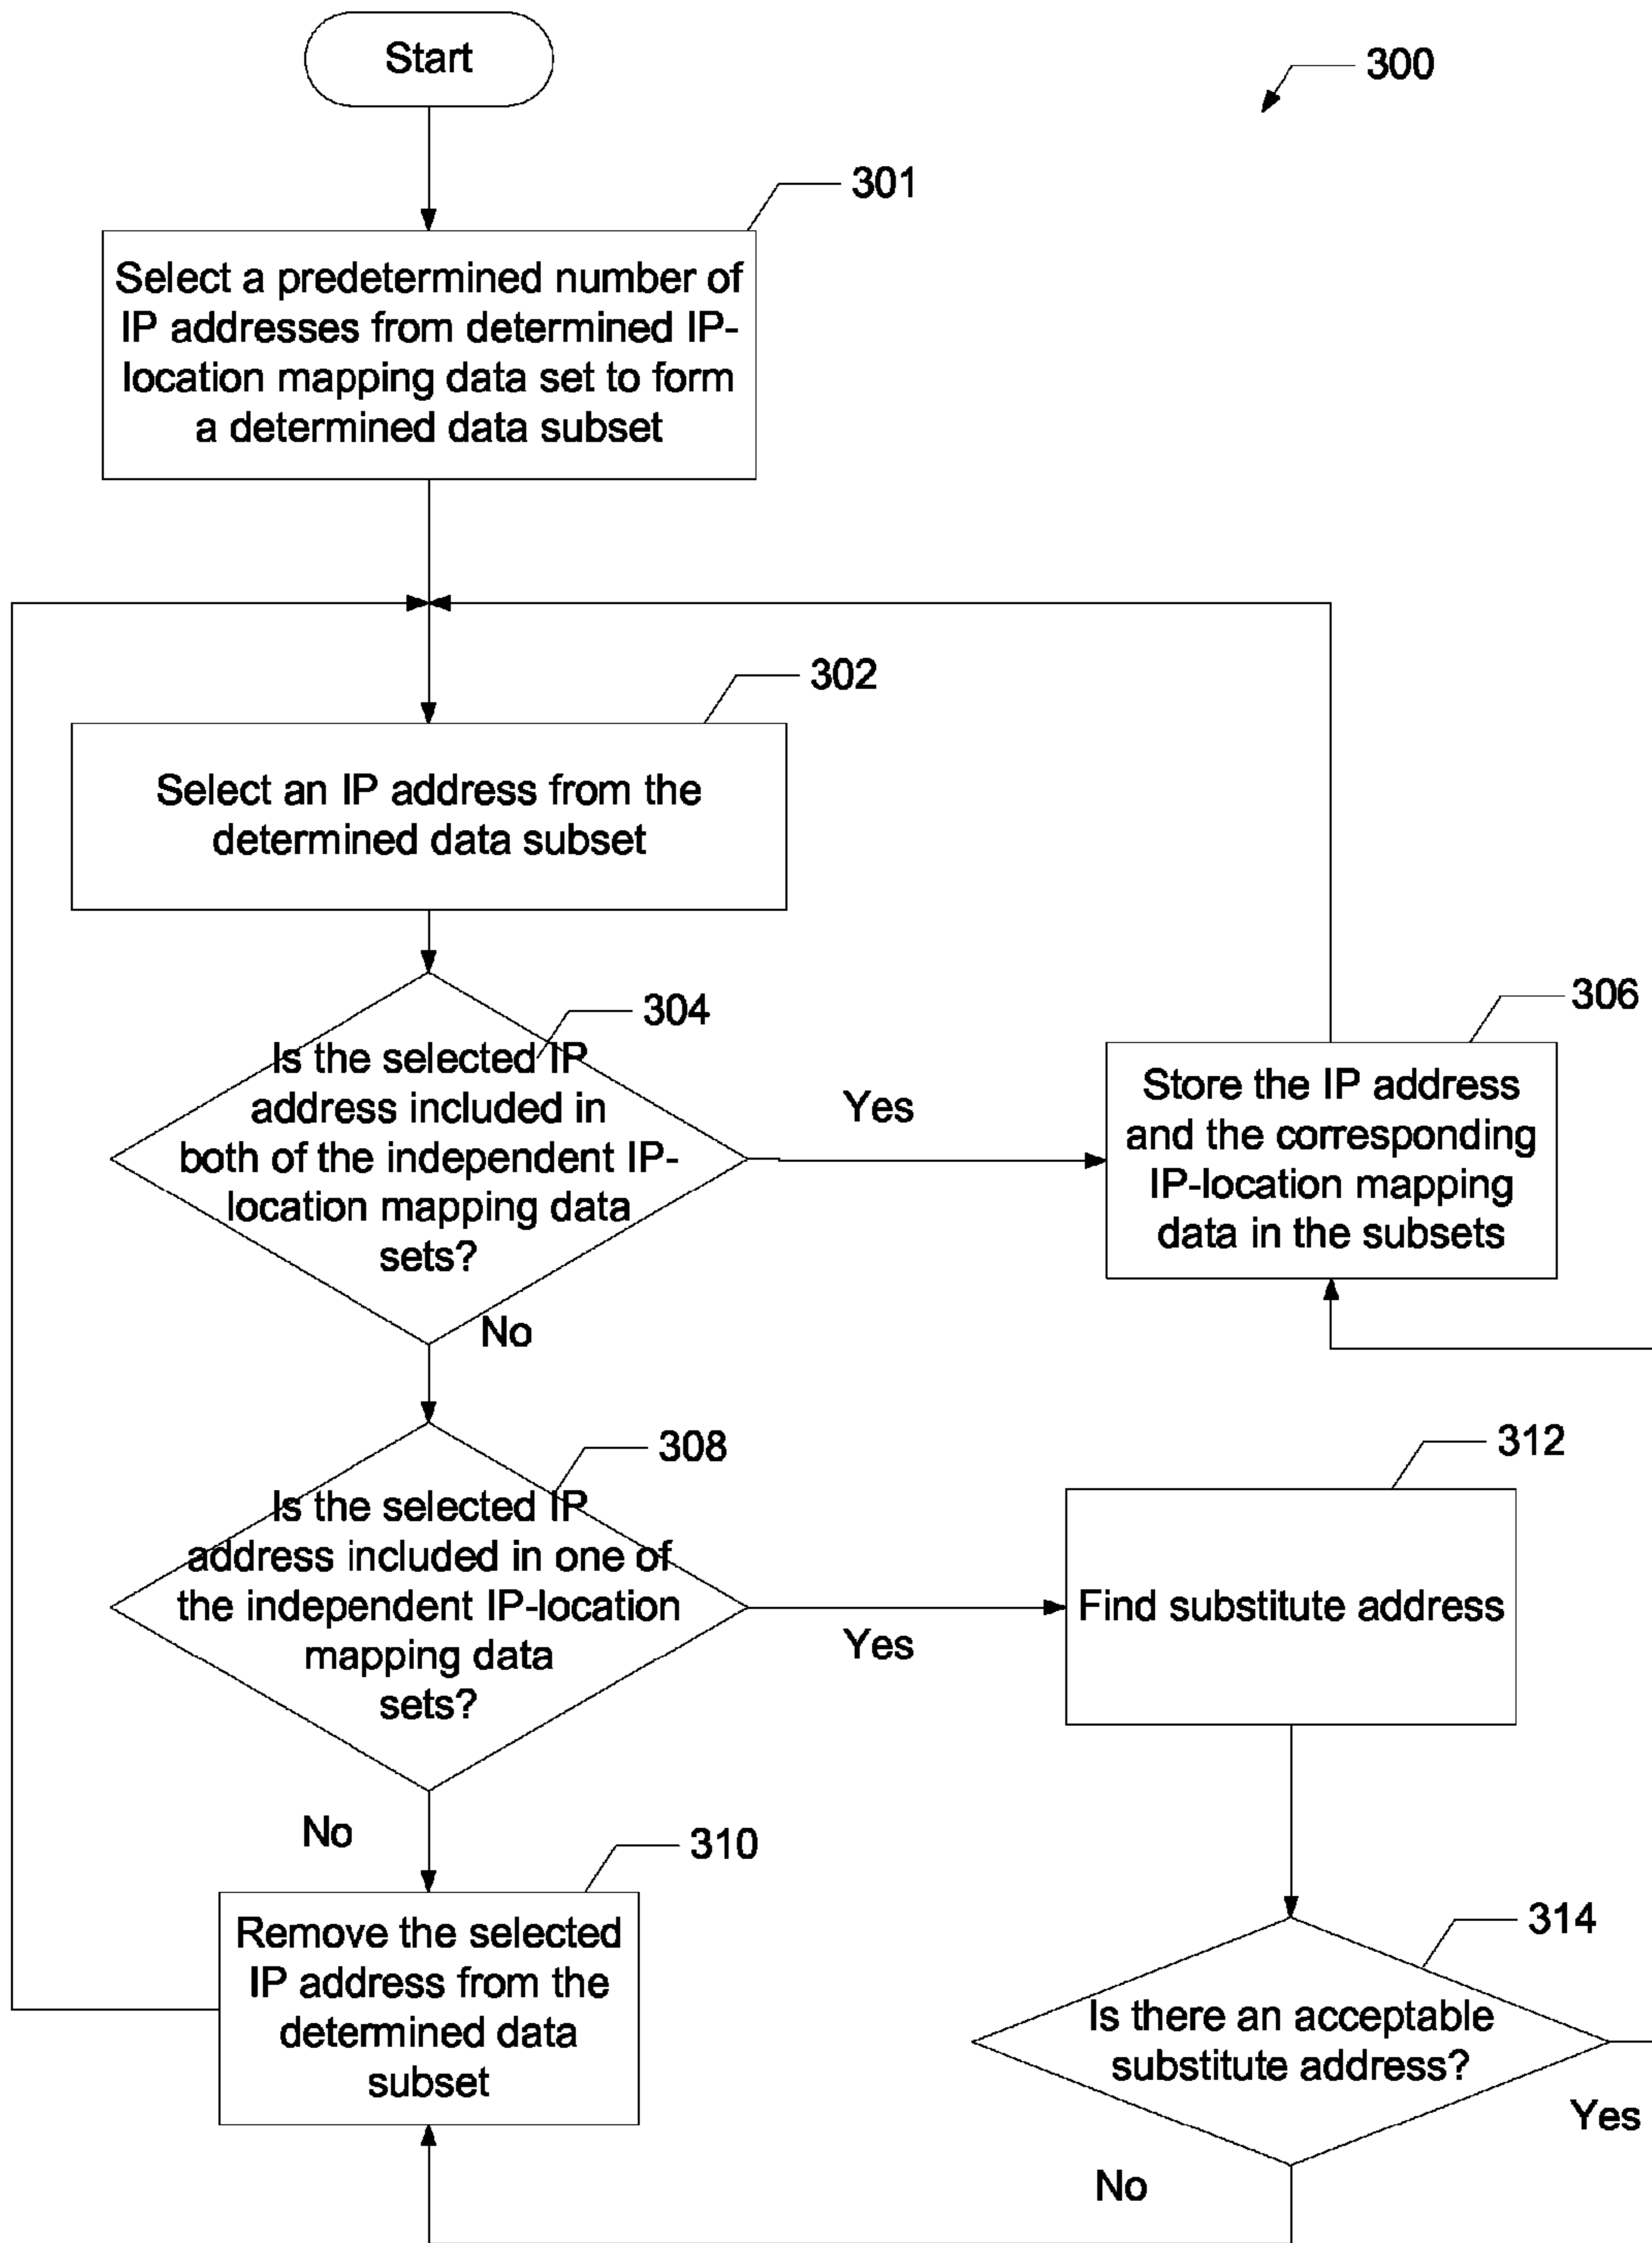 Start
300
301
Select a predetermined number of
IP addresses from determined IP-
location mapping data set to form
a determined data subset
302
Select an IP address from the
determined data subset
304
Is the selected IP
address included in
both of the independent IP-
location mapping data
sets?
Yes
306
Store the IP address
and the corresponding
IP-location mapping
data in the subsets
No
308
Is the selected IP
address included in one of
the independent IP-location
mapping data
sets?
Yes
312
Find substitute address
No
310
Remove the selected
IP address from the
determined data
subset
314
Is there an acceptable
substitute address?
Yes
No